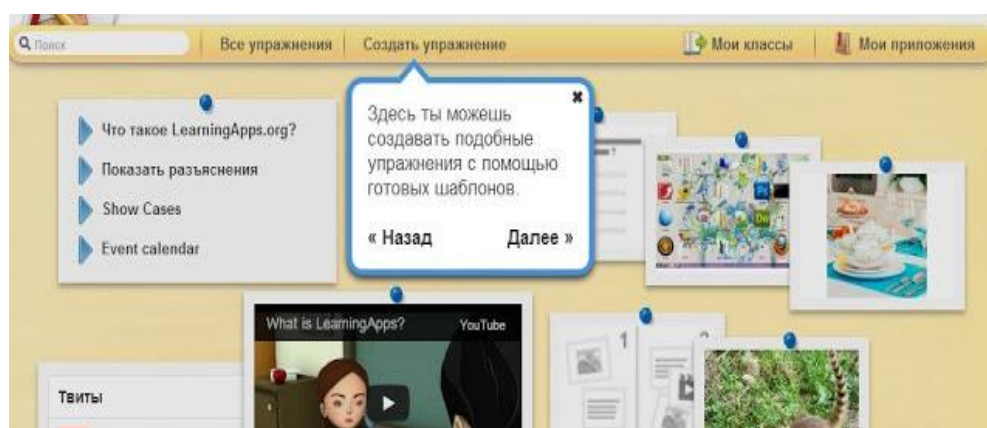 Поиск
Все упражнения
Создать упражнение
Мои классы
Мои приложения
Что такое LearningApps.org?
Показать разъяснения
Show Cases
Event calendar
Здесь ты можешь
создавать подобные
упражнения с помощью
готовых шаблонов.
« Назад
Далее »
What is LearningApps?
YouTube
1
Твиты